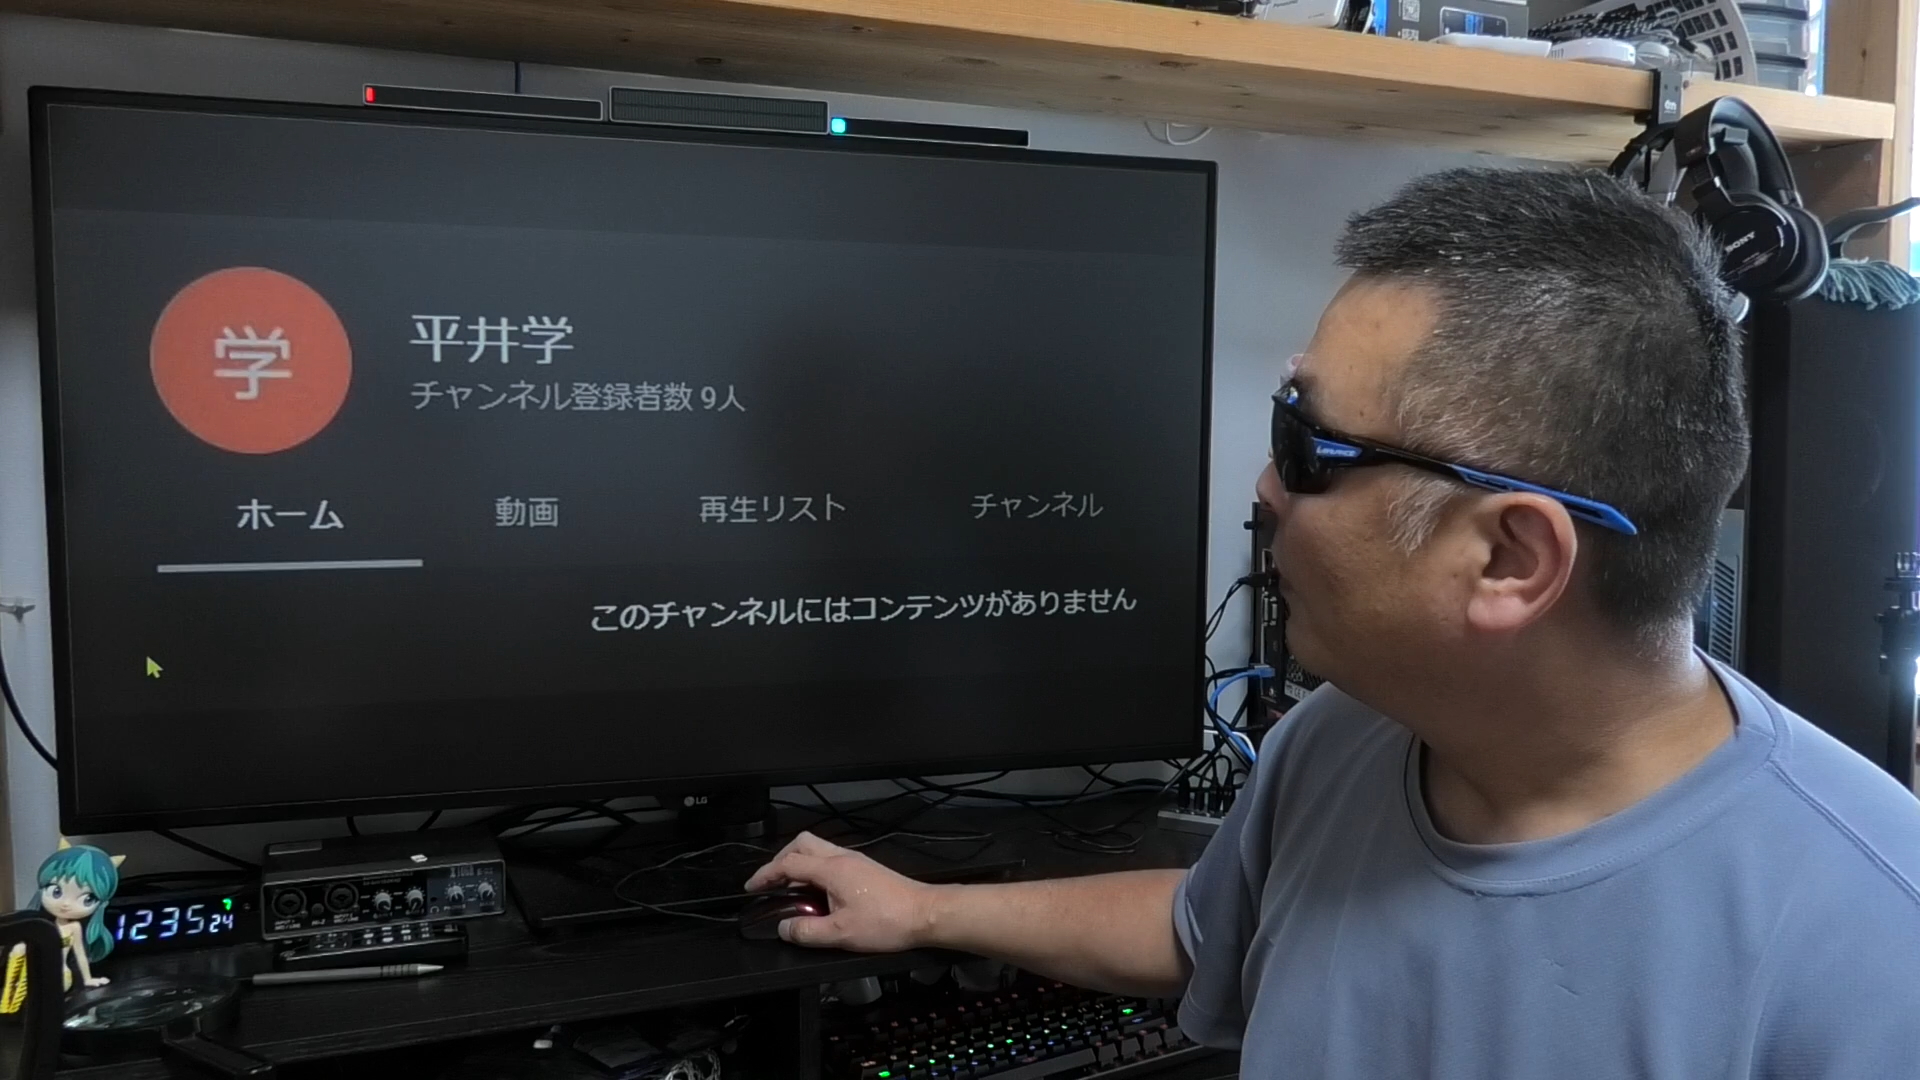 学
平井学
チャンネル登録者数 9人
ホーム
動画
再生リスト
チャンネル
このチャンネルにはコンテンツがありません
LG
SONY
123524